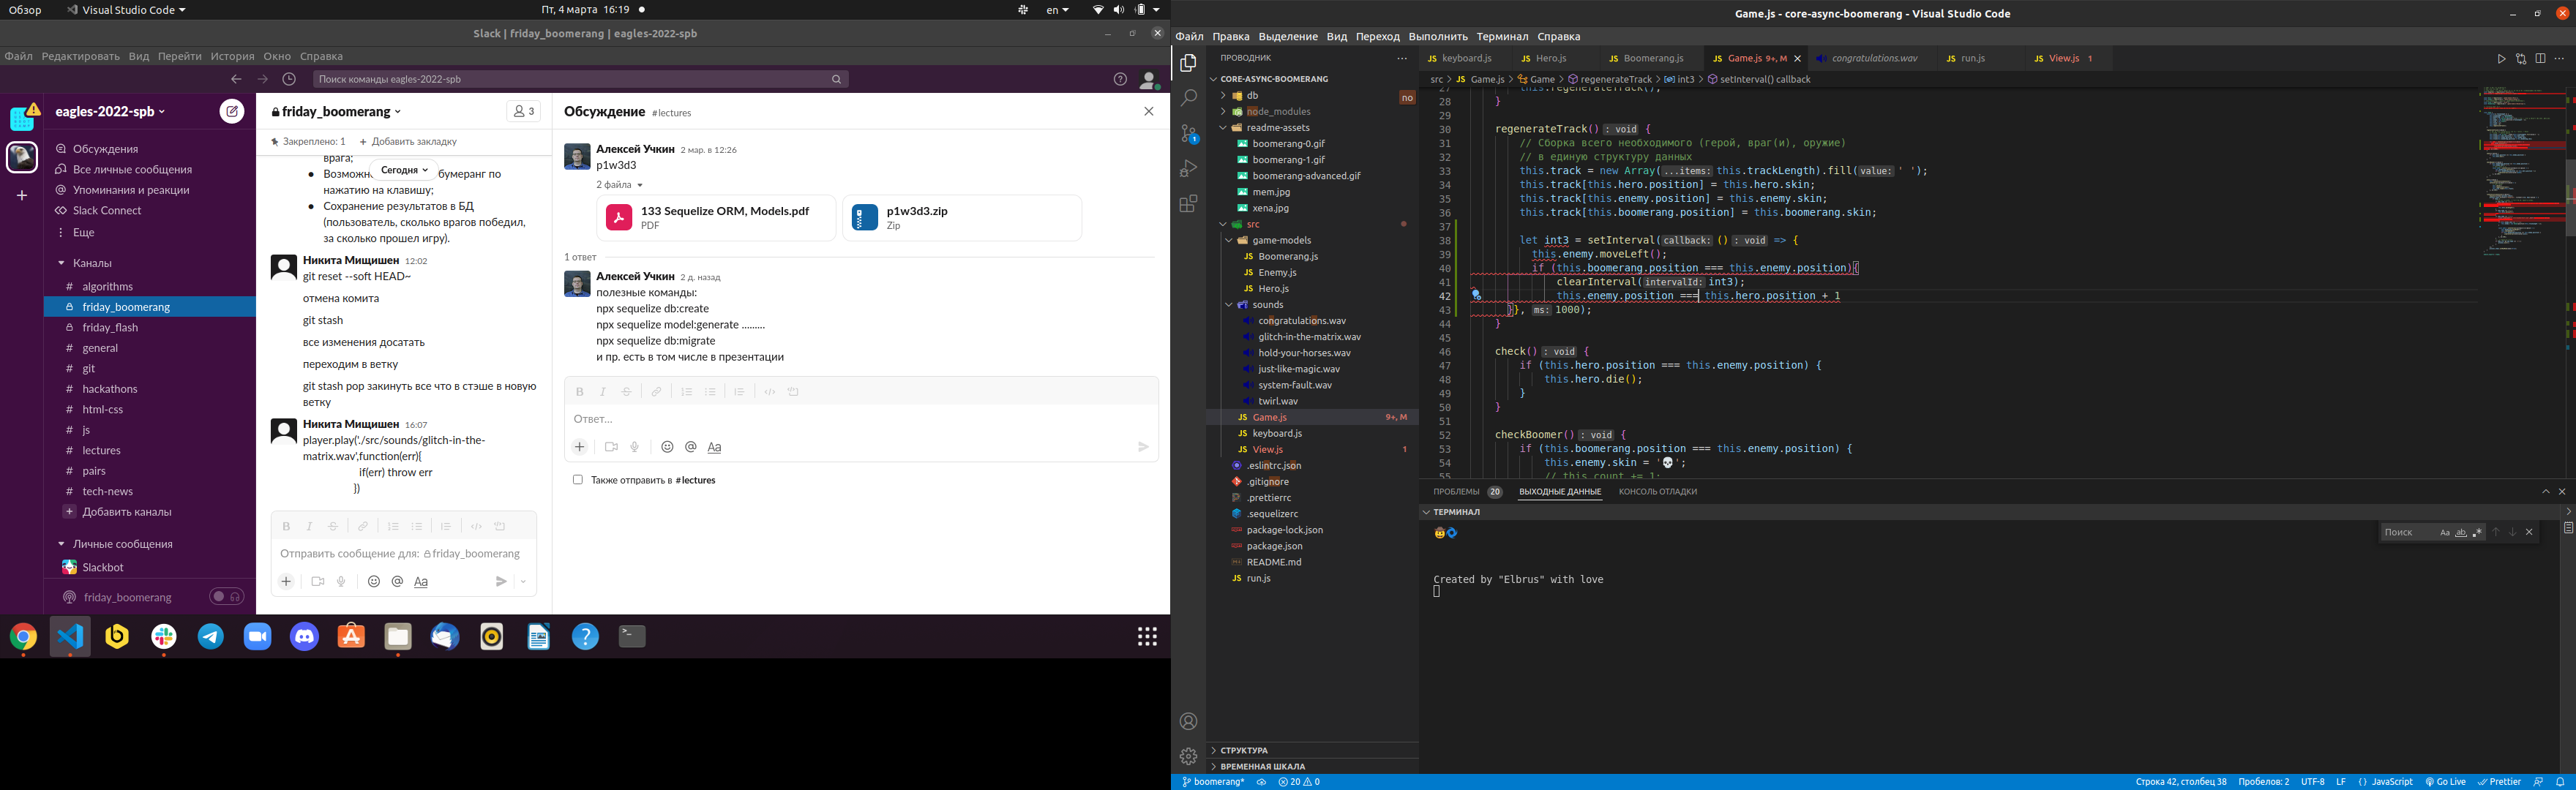 Обзор
Visual Studio Code
Пт, 4 марта 16:19
en
Slack | friday_boomerang | eagles-2022-spb
Файл Редактировать Вид Перейти История Окно Справка
Поиск команды eagles-2022-spb
eagles-2022-spb
Обсуждения
Все личные сообщения
Упоминания и реакции
Slack Connect
Еще
Каналы
# algorithms
friday_boomerang
friday_flash
# general
# git
# hackathons
# html-css
# js
# lectures
# pairs
# tech-news
+ Добавить каналы
Личные сообщения
Slackbot
friday_boomerang
friday_boomerang
3
Закреплено: 1
+ Добавить закладку
врага;
Сегодня
• Возможн
бумеранг по
нажатию на клавишу;
• Сохранение результатов в БД
(пользователь, сколько врагов победил,
за сколько прошел игру).
Никита Мищишен 12:02
git reset --soft HEAD~
отмена комита
git stash
все изменения досатать
переходим в ветку
git stash pop закинуть все что в стэше в новую
ветку
Никита Мищишен 16:07
player.play('./src/sounds/glitch-in-the-
matrix.wav',function(err){
if(err) throw err
})
Отправить сообщение для: friday_boomerang
Aa
Обсуждение #lectures
Алексей Учкин 2 мар. в 12:26
p1w3d3
2 файла
133 Sequelize ORM, Models.pdf
PDF
p1w3d3.zip
Zip
1 ответ
Алексей Учкин 2 д. назад
полезные команды:
npx sequelize db:create
npx sequelize model:generate .........
npx sequelize db:migrate
и пр. есть в том числе в презентации
Ответ...
Aa
Также отправить в #lectures
Game.js - core-async-boomerang - Visual Studio Code
Файл Правка Выделение Вид Переход Выполнить Терминал Справка
ПРОВОДНИК
CORE-ASYNC-BOOMERANG
db
no
node_modules
readme-assets
boomerang-0.gif
boomerang-1.gif
boomerang-advanced.gif
mem.jpg
xena.jpg
src
game-models
Boomerang.js
Enemy.js
Hero.js
sounds
congratulations.wav
glitch-in-the-matrix.wav
hold-your-horses.wav
just-like-magic.wav
system-fault.wav
twirl.wav
JS Game.js 9+, M
JS keyboard.js
JS View.js 1
.eslintrc.json
.gitignore
.prettierrc
.sequelizerc
package-lock.json
package.json
README.md
JS run.js
СТРУКТУРА
ВРЕМЕННАЯ ШКАЛА
JS keyboard.js
JS Hero.js
JS Boomerang.js
JS Game.js 9+, M
congratulations.wav
JS run.js
JS View.js 1
src > JS Game.js > Game > regenerateTrack > int3 > setInterval() callback
27 this.regenerateTrack();
28 }
29
30 regenerateTrack() : void {
31 // Сборка всего необходимого (герой, враг(и), оружие)
32 // в единую структуру данных
33 this.track = new Array(...items: this.trackLength).fill(value: ' ');
34 this.track[this.hero.position] = this.hero.skin;
35 this.track[this.enemy.position] = this.enemy.skin;
36 this.track[this.boomerang.position] = this.boomerang.skin;
37
38 let int3 = setInterval(callback: () : void => {
39 this.enemy.moveLeft();
40 if (this.boomerang.position === this.enemy.position){
41 clearInterval(intervalId: int3);
42 this.enemy.position === this.hero.position + 1
43 }}, ms: 1000);
44 }
45
46 check() : void {
47 if (this.hero.position === this.enemy.position) {
48 this.hero.die();
49 }
50 }
51
52 checkBoomer() : void {
53 if (this.boomerang.position === this.enemy.position) {
54 this.enemy.skin = '💀';
55 // this.count += 1;
ПРОБЛЕМЫ 20
ВЫХОДНЫЕ ДАННЫЕ
КОНСОЛЬ ОТЛАДКИ
ТЕРМИНАЛ
Поиск
Created by "Elbrus" with love
boomerang*
20 0
Строка 42, столбец 38
Пробелов: 2
UTF-8
LF
JavaScript
Go Live
Prettier